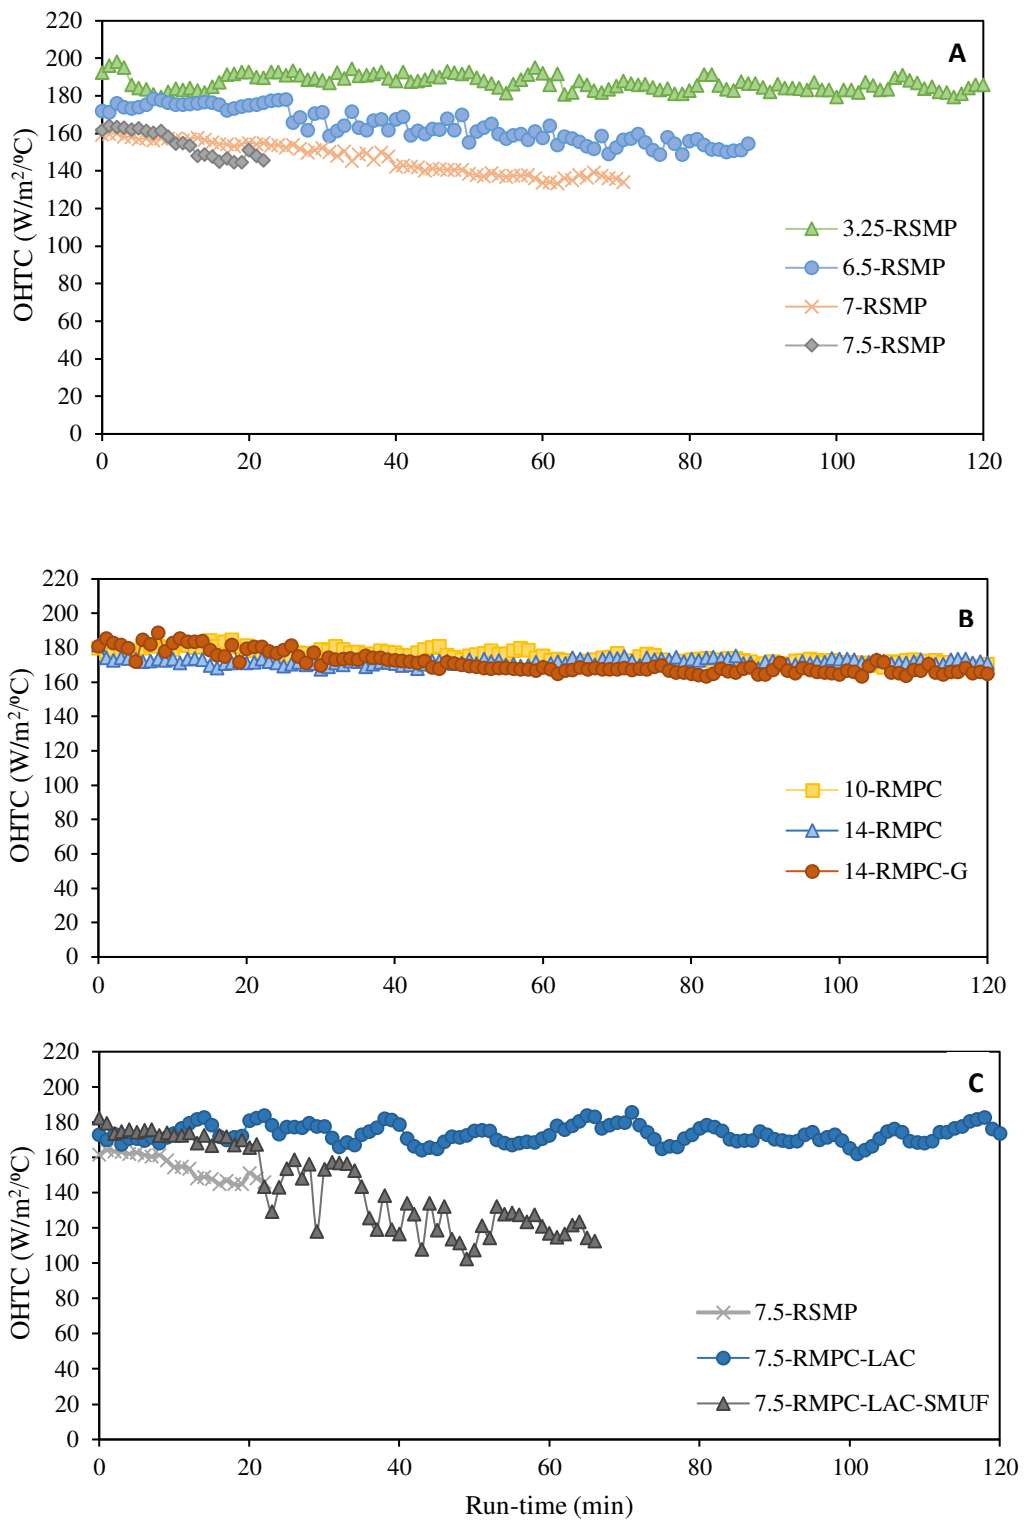 A
OHTC (W/m²/ºC)
220
200
180
160
140
120
100
80
60
40
20
0
3.25-RSMP
6.5-RSMP
7-RSMP
7.5-RSMP
0 20 40 60 80 100 120
B
OHTC (W/m²/ºC)
220
200
180
160
140
120
100
80
60
40
20
0
10-RMPC
14-RMPC
14-RMPC-G
0 20 40 60 80 100 120
C
OHTC (W/m²/ºC)
220
200
180
160
140
120
100
80
60
40
20
0
7.5-RSMP
7.5-RMPC-LAC
7.5-RMPC-LAC-SMUF
0 20 40 60 80 100 120
Run-time (min)